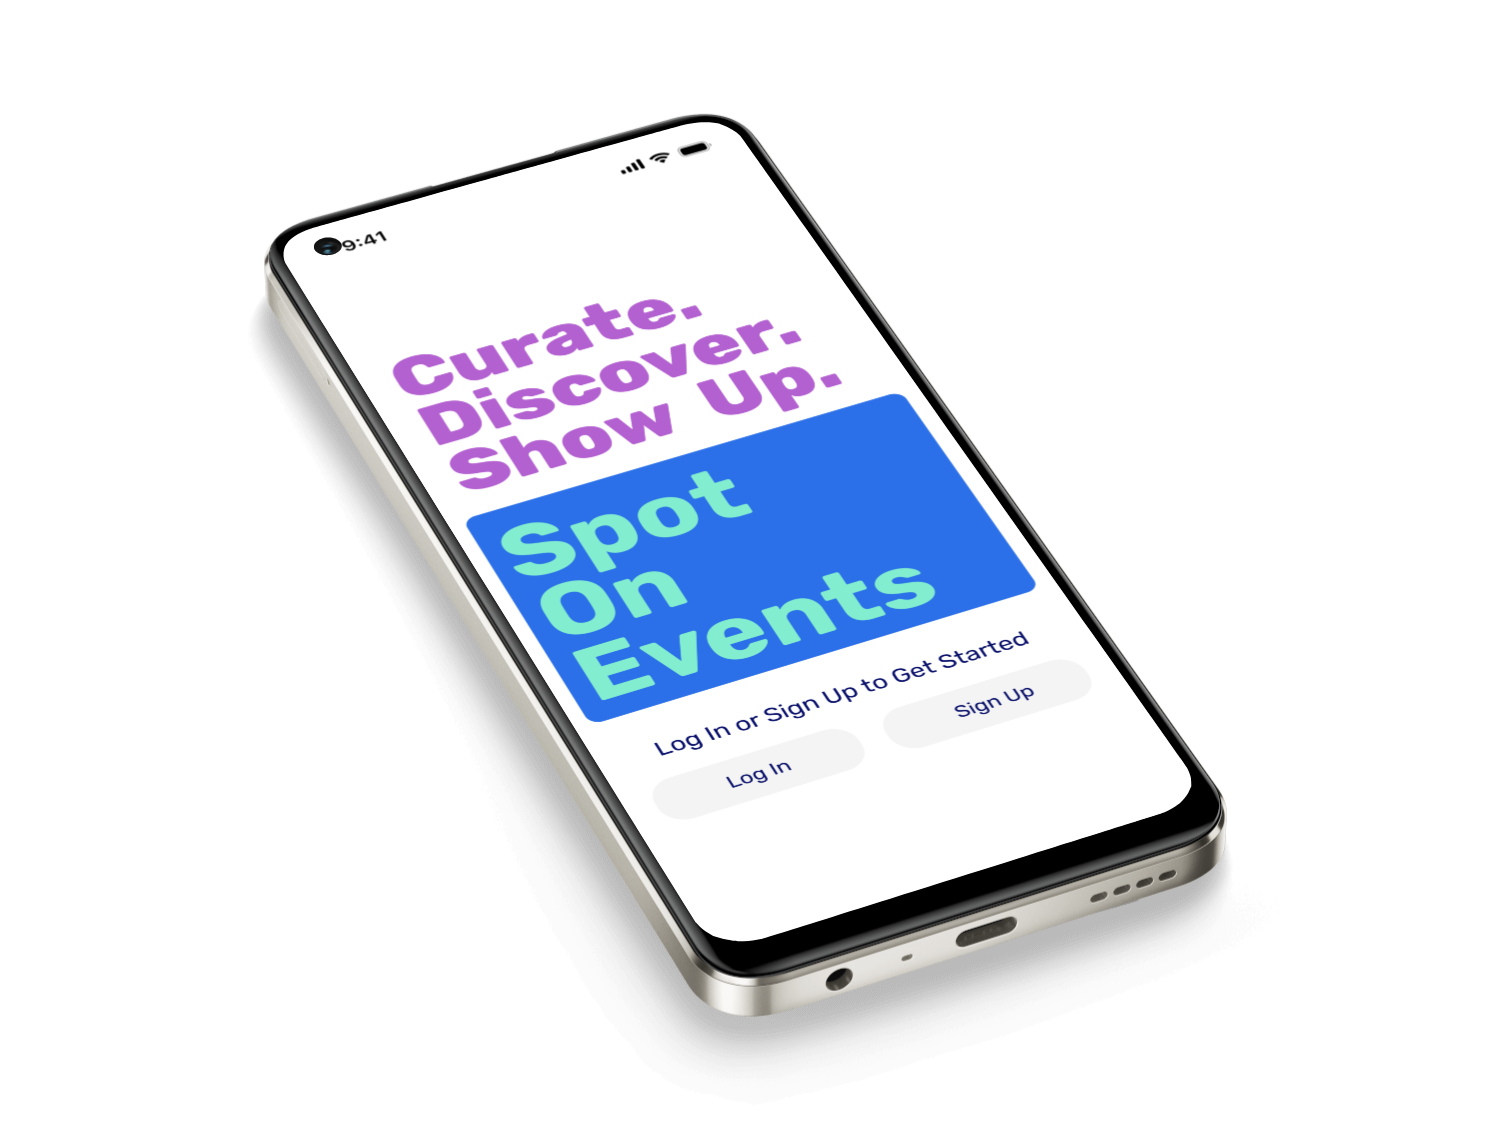 9:41
Curate.
Discover.
Show Up.
Spot
On
Events
Log In or Sign Up to Get Started
Log In
Sign Up